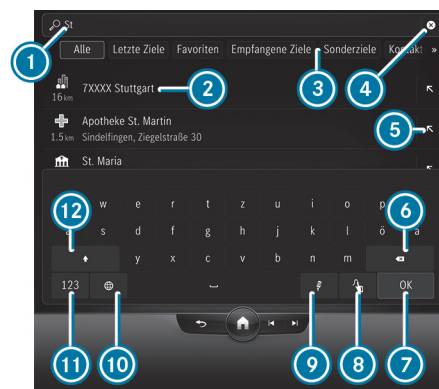 St
Alle Letzte Ziele Favoriten Empfangene Ziele Sonderziele Kontakt »
1 2 3 4
7XXXX Stuttgart
16 km
Apotheke St. Martin
1.5 km Sindelfingen, Ziegelstraße 30
5
St. Maria
12 6
w e r t z u i o p
a s d f g h j k l ö ä
y x c v b n m
123 OK
11 10 9 8 7